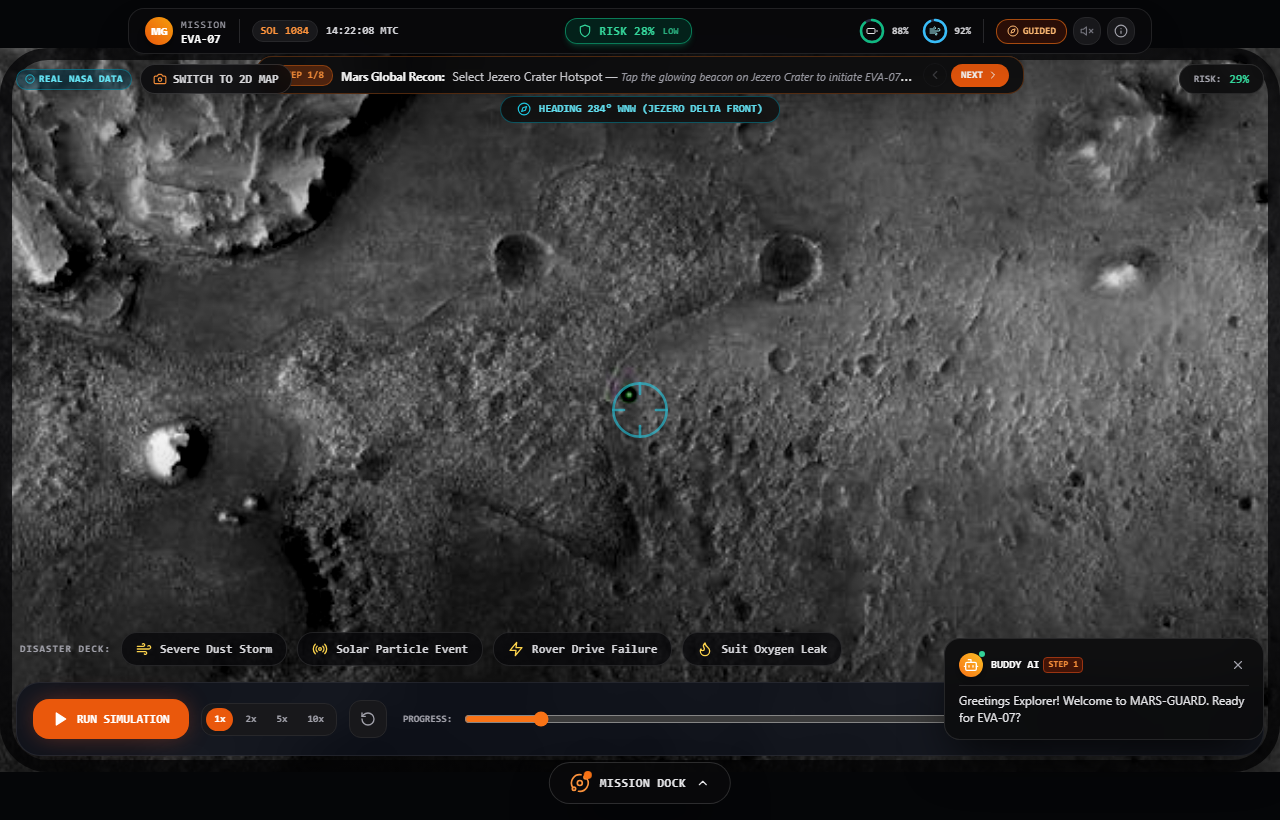 MG
MISSION
EVA-07
SOL 1084
14:22:08 MTC
RISK 28% LOW
88%
92%
GUIDED
REAL NASA DATA
SWITCH TO 2D MAP
EP 1/8
Mars Global Recon: Select Jezero Crater Hotspot — Tap the glowing beacon on Jezero Crater to initiate EVA-07...
NEXT
RISK: 29%
HEADING 284° WNW (JEZERO DELTA FRONT)
DISASTER DECK:
Severe Dust Storm
Solar Particle Event
Rover Drive Failure
Suit Oxygen Leak
BUDDY AI STEP 1
Greetings Explorer! Welcome to MARS-GUARD. Ready
for EVA-07?
RUN SIMULATION
1x
2x
5x
10x
PROGRESS:
MISSION DOCK